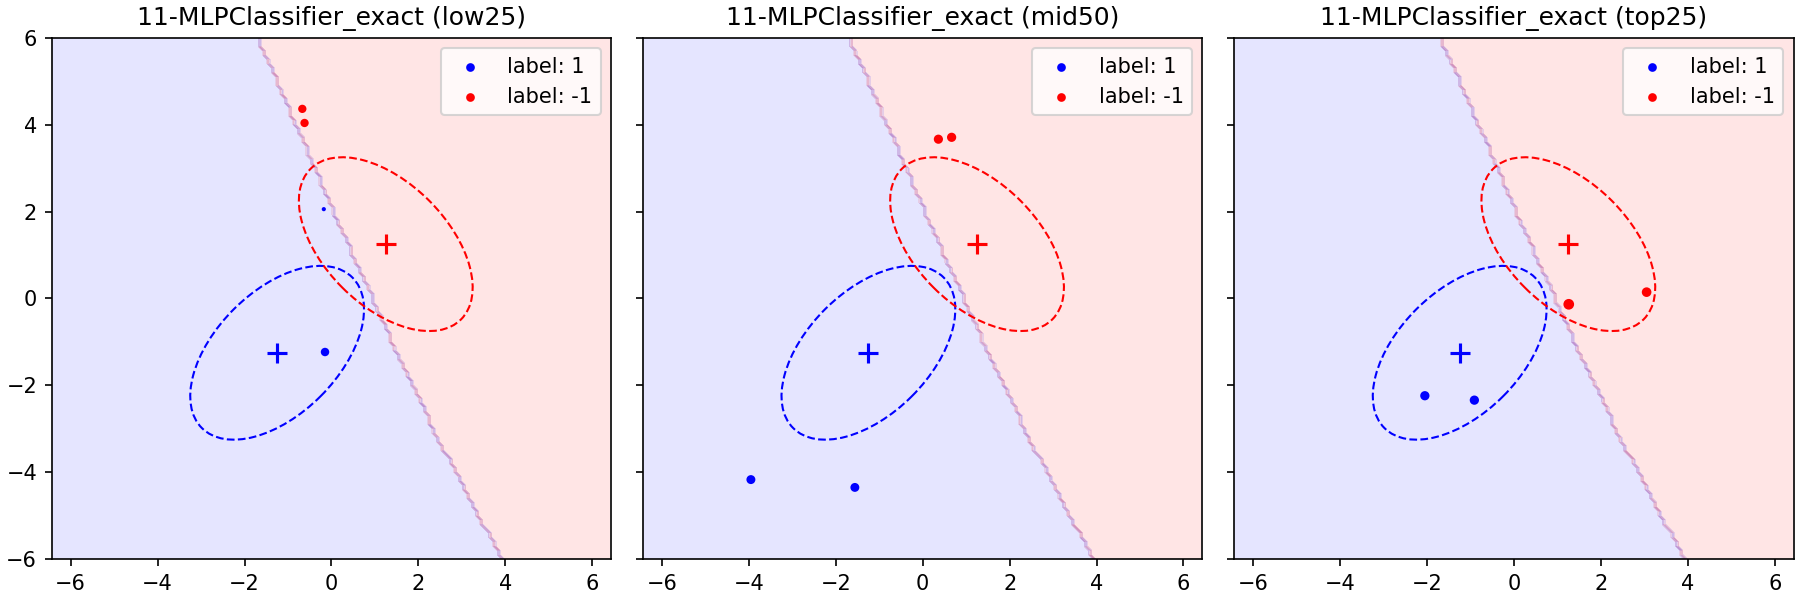 11-MLPClassifier_exact (low25)
11-MLPClassifier_exact (mid50)
11-MLPClassifier_exact (top25)
label: 1
label: -1
label: 1
label: -1
label: 1
label: -1
6
4
2
0
−2
−4
−6
−6 −4 −2 0 2 4 6
−6 −4 −2 0 2 4 6
−6 −4 −2 0 2 4 6